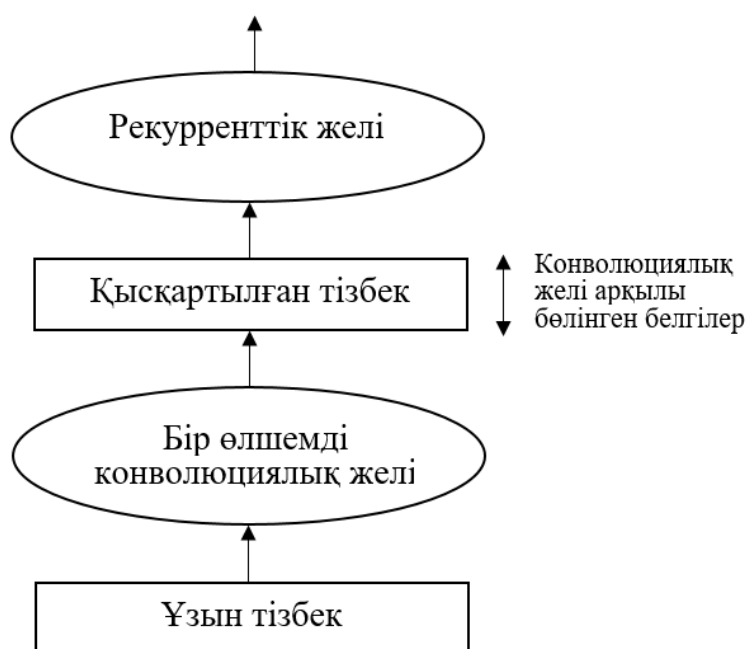 Рекурренттік желі
Қысқартылған тізбек
Конволюциялық
желі арқылы
бөлінген белгілер
Бір өлшемді
конволюциялық желі
Ұзын тізбек